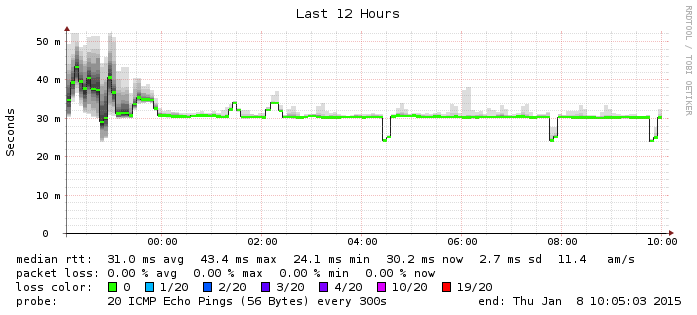 Last 12 Hours
RRDTOOL / TOBI OETIKER
Seconds
50 m
40 m
30 m
20 m
10 m
0
00:00 02:00 04:00 06:00 08:00 10:00
median rtt: 31.0 ms avg 43.4 ms max 24.1 ms min 30.2 ms now 2.7 ms sd 11.4 am/s
packet loss: 0.00 % avg 0.00 % max 0.00 % min 0.00 % now
loss color: 0 1/20 2/20 3/20 4/20 10/20 19/20
probe: 20 ICMP Echo Pings (56 Bytes) every 300s end: Thu Jan 8 10:05:03 2015